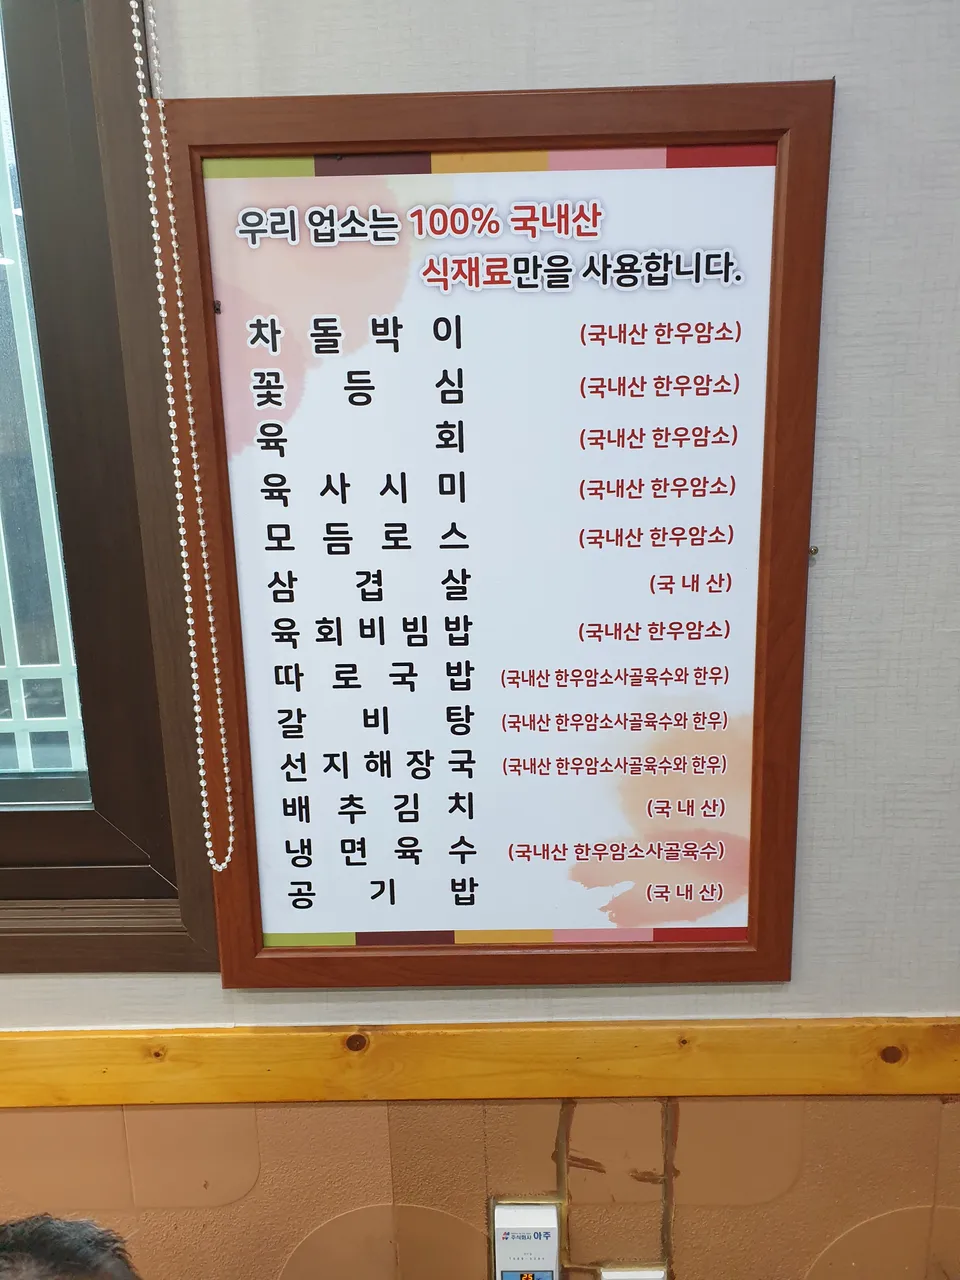 우리 업소는 100% 국내산
식재료만을 사용합니다.
차돌박이 (국내산 한우암소)
꽃등심 (국내산 한우암소)
육회 (국내산 한우암소)
육사시미 (국내산 한우암소)
모듬로스 (국내산 한우암소)
삼겹살 (국내산)
육회비빔밥 (국내산 한우암소)
따로국밥 (국내산 한우암소사골육수와 한우)
갈비탕 (국내산 한우암소사골육수와 한우)
선지해장국 (국내산 한우암소사골육수와 한우)
배추김치 (국내산)
냉면육수 (국내산 한우암소사골육수)
공기밥 (국내산)
주식회사 아주
25